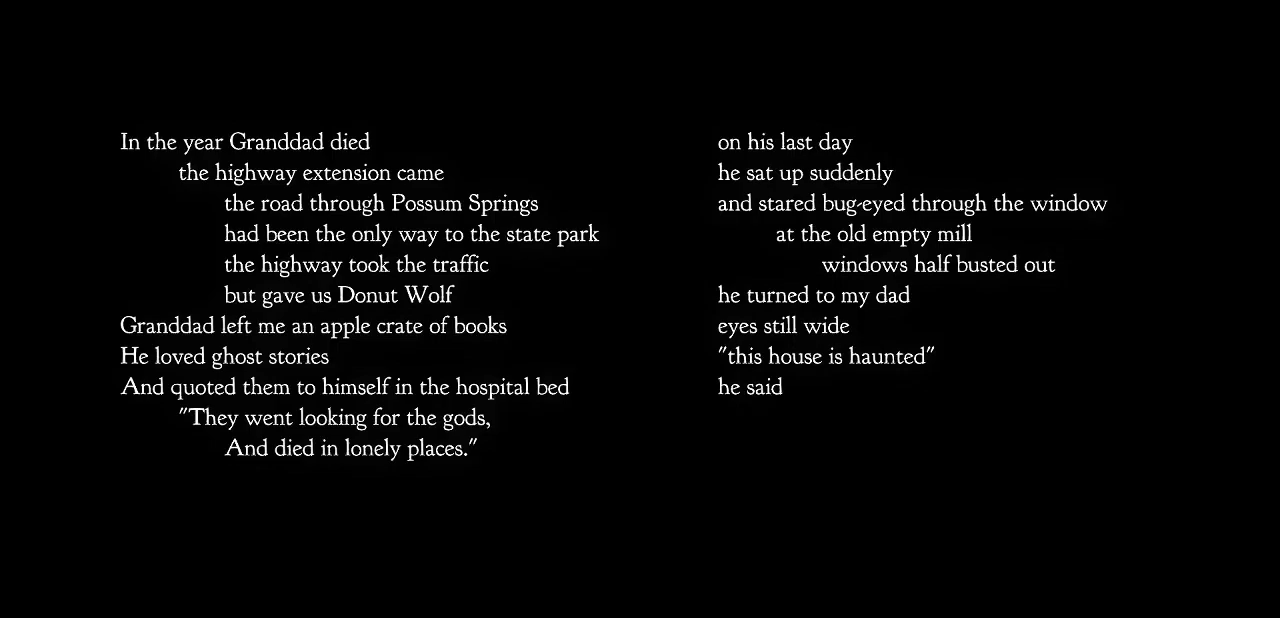 In the year Granddad died
the highway extension came
the road through Possum Springs
had been the only way to the state park
the highway took the traffic
but gave us Donut Wolf
Granddad left me an apple crate of books
He loved ghost stories
And quoted them to himself in the hospital bed
"They went looking for the gods,
And died in lonely places."
on his last day
he sat up suddenly
and stared bug-eyed through the window
at the old empty mill
windows half busted out
he turned to my dad
eyes still wide
"this house is haunted"
he said